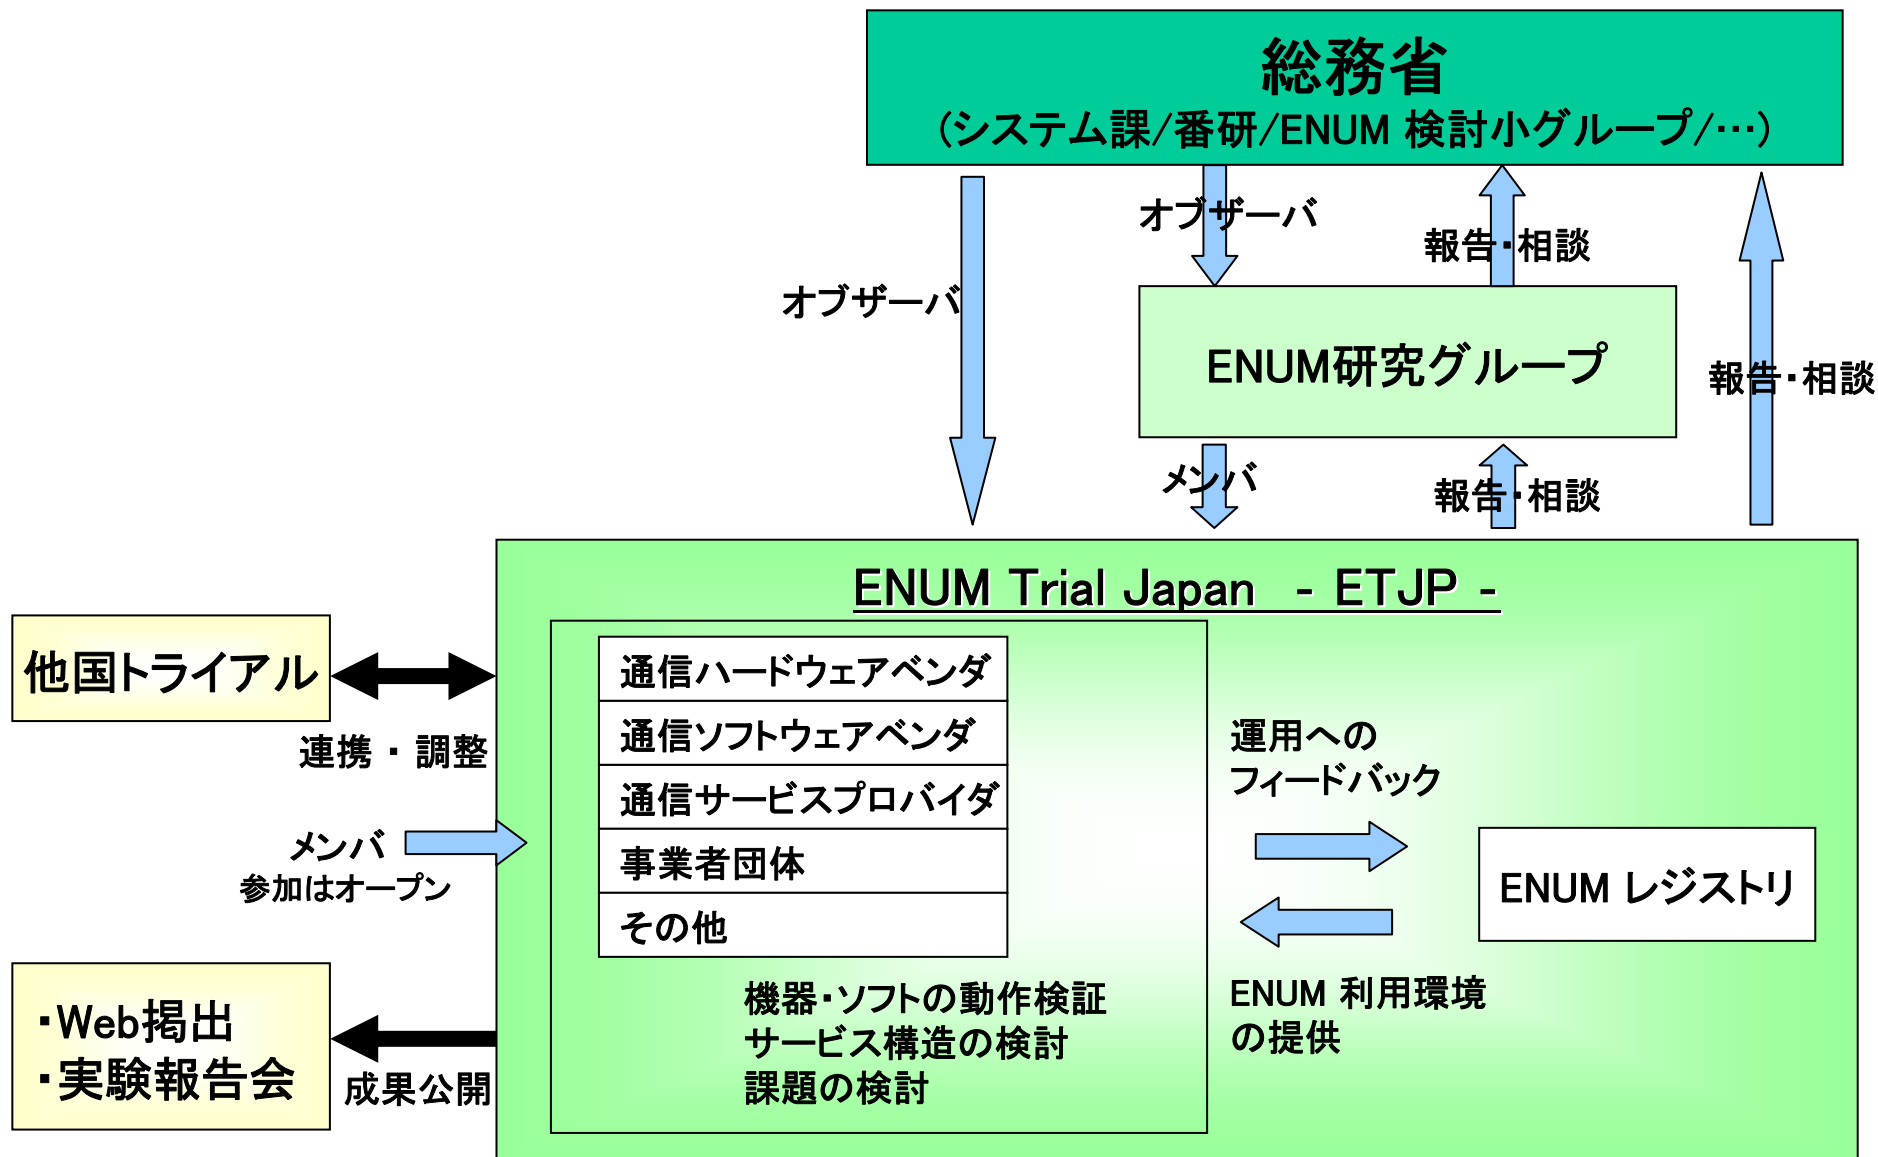 総務省
(システム課/番研/ENUM 検討小グループ/…)
オブザーバ
報告・相談
オブザーバ
ENUM研究グループ
報告・相談
メンバ
報告・相談
ENUM Trial Japan - ETJP -
他国トライアル
連携・調整
メンバ
参加はオープン
・Web掲出
・実験報告会
成果公開
通信ハードウェアベンダ
通信ソフトウェアベンダ
通信サービスプロバイダ
事業者団体
その他
機器・ソフトの動作検証
サービス構造の検討
課題の検討
運用への
フィードバック
ENUM レジストリ
ENUM 利用環境
の提供